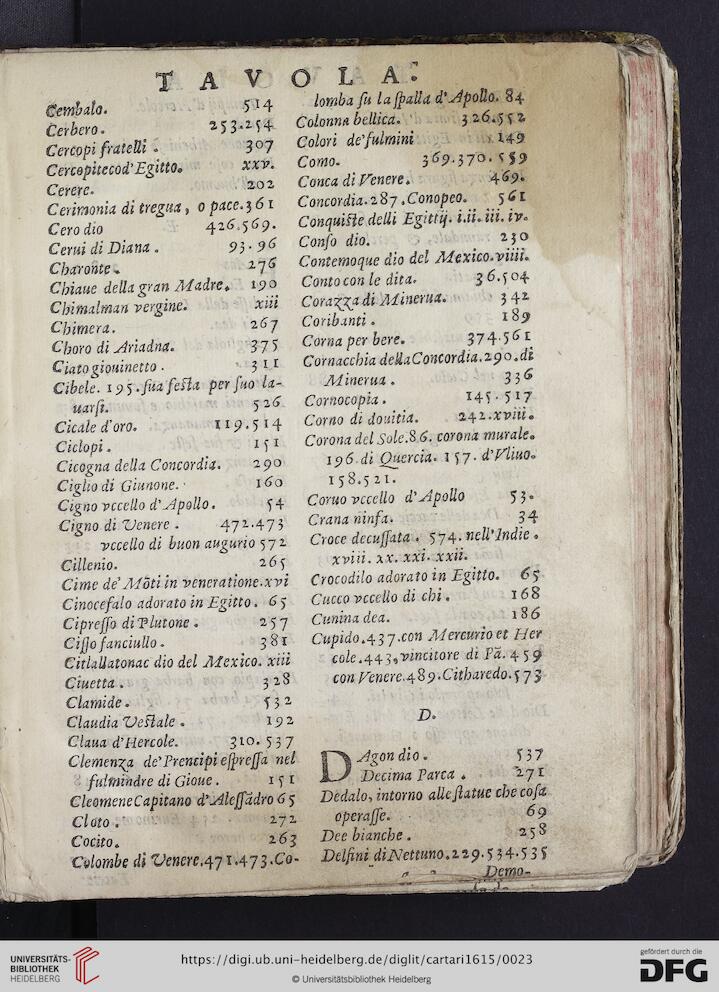 TAVOLA.
Cembalo. 514
Cerbero. 253.254
Cercopi fratelli. 307
Cercopitecod'Egitto. xxv.
Cerere. 202
Cerimonia di tregua, o pace.361
Cero dio 426.569.
Cerui di Diana. 93.96
Charonte. 276
Chiaue della gran Madre. 190
Chimalman vergine. xiii
Chimera. 267
Choro di Ariadna. 375
Ciato giouinetto. 311
Cibele. 195.sua festa per suo la-
uarsi. 526
Cicale d'oro. 119.514
Ciclopi. 151
Cicogna della Concordia. 290
Ciglio di Giunone. 160
Cigno vccello d'Apollo. 54
Cigno di Venere. 472.473
vccello di buon augurio 572
Cillenio. 265
Cime de' Mōti in veneratione.xvi
Cinocefalo adorato in Egitto. 65
Cipresso di Plutone. 257
Cisso fanciullo. 381
Citlallatonac dio del Mexico. xiii
Ciuetta. 328
Clamide. 532
Claudia Vestale. 192
Claua d'Hercole. 310.537
Clemenza de' Prencipi espressa nel
fulmindre di Gioue. 151
Cleomene Capitano d'Alessādro 65
Cloto. 272
Cocito. 263
Colombe di Venere.471.473.Co-
lomba su la spalla d'Apollo. 84
Colonna bellica. 326.552
Colori de'fulmini 149
Como. 369.370.559
Conca di Venere. 469.
Concordia.287.Conopeo. 561
Conquiste delli Egittij. i.ii.iii.iv.
Conso dio. 230
Contemoque dio del Mexico.viiii.
Conto con le dita. 36.504
Corazza di Minerua. 342
Coribanti. 189
Corna per bere. 374.561
Cornacchia della Concordia.290.di
Minerua. 336
Cornocopia. 145.517
Corno di douitia. 242.xviii.
Corona del Sole.86. corona murale.
196.di Quercia. 157. d'Vliuo.
158.521.
Coruo vccello d'Apollo 53.
Crana ninfa. 34
Croce decussata. 574. nell'Indie.
xviii. xx. xxi. xxii.
Crocodilo adorato in Egitto. 65
Cucco vccello di chi. 168
Cunina dea. 186
Cupido.437.con Mercurio et Her
cole.443,vincitore di Pā.459
con Venere.489.Citharedo.573
D.
DAgon dio. 537
Decima Parca. 271
Dedalo, intorno alle statue che cosa
operasse. 69
Dee bianche. 258
Delfini di Nettuno.229.534.535
Demo-
UNIVERSITÄTS-
BIBLIOTHEK
HEIDELBERG
https://digi.ub.uni-heidelberg.de/diglit/cartari1615/0023
© Universitätsbibliothek Heidelberg
gefördert durch die
DFG